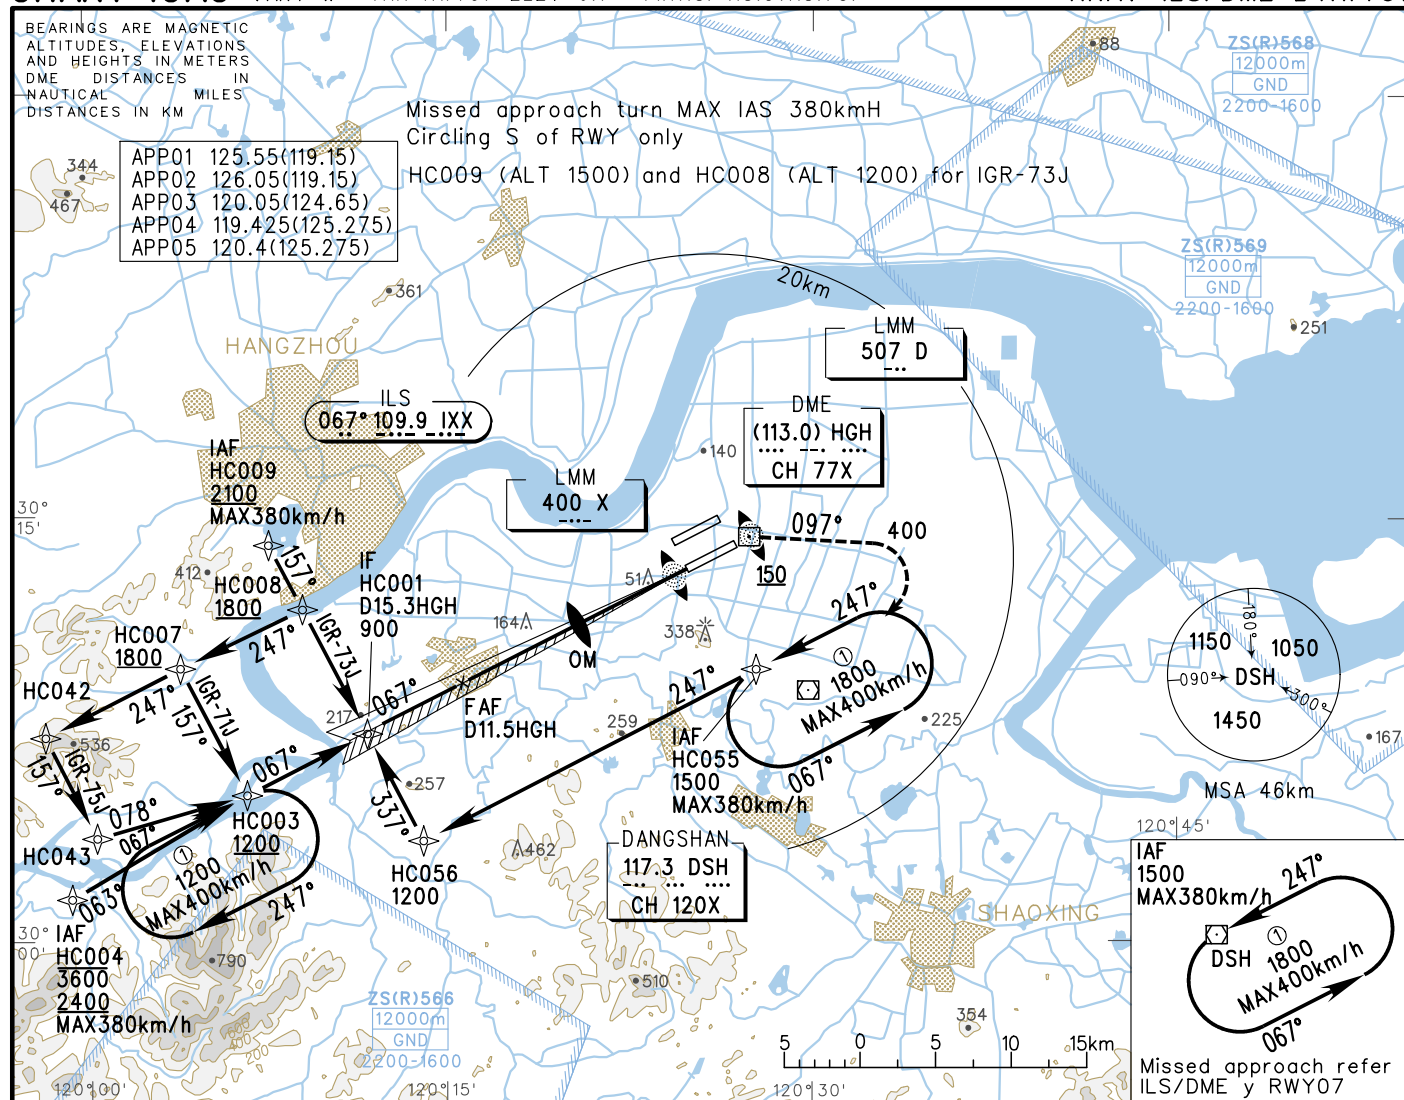 BEARINGS ARE MAGNETIC
ALTITUDES, ELEVATIONS
AND HEIGHTS IN METERS
DME DISTANCES IN
NAUTICAL MILES
DISTANCES IN KM
Missed approach turn MAX IAS 380kmH
Circling S of RWY only
HC009 (ALT 1500) and HC008 (ALT 1200) for IGR-73J
APP01 125.55(119.15)
APP02 126.05(119.15)
APP03 120.05(124.65)
APP04 119.425(125.275)
APP05 120.4(125.275)
88
ZS(R)568
12000m
GND
2200-1600
ZS(R)569
12000m
GND
2200-1600
344
467
361
251
20km
HANGZHOU
LMM
507 D
ILS
067° 109.9 IXX
DME
(113.0) HGH
CH 77X
140
LMM
400 X
IAF
HC009
2100
MAX380km/h
30°
15'
157°
412
HC008
1800
IF
HC001
D15.3HGH
900
097°
400
150
51
164
338
OM
247°
IGR-73J
HC007
1800
247°
HC042
247°
IGR-71J
157°
067°
217
FAF
D11.5HGH
259
247°
247°
①
1800
MAX400km/h
067°
225
IAF
HC055
1500
MAX380km/h
180°
1150
1050
090°
DSH
300°
1450
167
MSA 46km
536
IGR-75J
157°
078°
067°
067°
HC043
HC003
1200
①
1200
MAX400km/h
247°
063°
257
337°
HC056
1200
462
DANGSHAN
117.3 DSH
CH 120X
SHAOXING
120°45'
IAF
HC004
3600
2400
MAX380km/h
30°
00'
790
510
354
600
400
200
ZS(R)566
12000m
GND
2200-1600
5 0 5 10 15km
120°00'
120°15'
120°30'
IAF
1500
MAX380km/h
247°
DSH
①
1800
MAX400km/h
067°
Missed approach refer
ILS/DME y RWY07